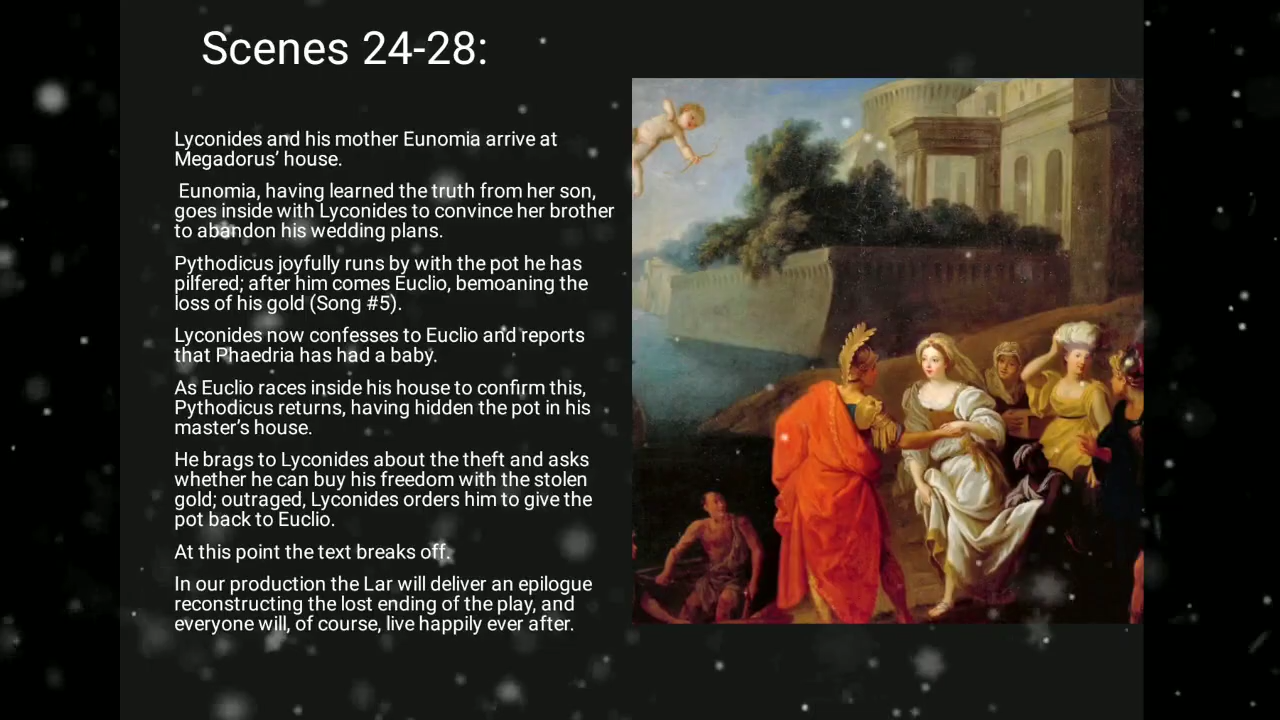 Scenes 24-28:
Lyconides and his mother Eunomia arrive at
Megadorus’ house.
Eunomia, having learned the truth from her son,
goes inside with Lyconides to convince her brother
to abandon his wedding plans.
Pythodicus joyfully runs by with the pot he has
pilfered; after him comes Euclio, bemoaning the
loss of his gold (Song #5).
Lyconides now confesses to Euclio and reports
that Phaedria has had a baby.
As Euclio races inside his house to confirm this,
Pythodicus returns, having hidden the pot in his
master’s house.
He brags to Lyconides about the theft and asks
whether he can buy his freedom with the stolen
gold; outraged, Lyconides orders him to give the
pot back to Euclio.
At this point the text breaks off.
In our production the Lar will deliver an epilogue
reconstructing the lost ending of the play, and
everyone will, of course, live happily ever after.